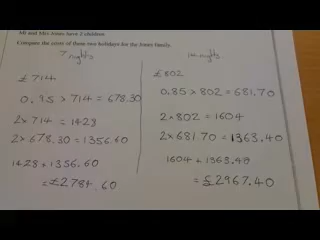 Mr and Mrs Jones have 2 children.
Compare the costs of these two holidays for the Jones family.
7 nights
£714
0.95 × 714 = 678.30
2 × 714 = 1428
2 × 678.30 = 1356.60
1428 + 1356.60
= £2784.60
14 nights
£802
0.85 × 802 = 681.70
2 × 802 = 1604
2 × 681.70 = 1363.40
1604 + 1363.40
= £2967.40